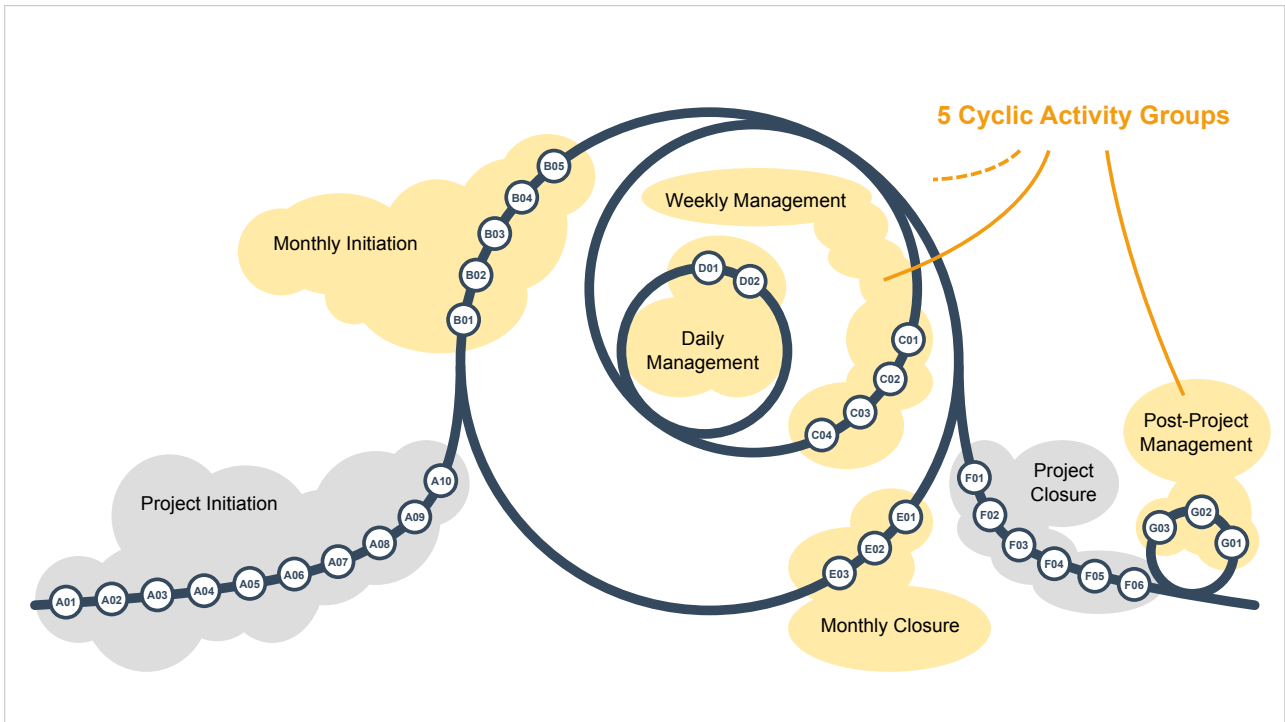 5 Cyclic Activity Groups
B05
B04
B03
B02
B01
Monthly Initiation
Weekly Management
D01
D02
Daily
Management
C01
C02
C03
C04
Post-Project
Management
Project Initiation
A10
A09
A08
A07
A06
A05
A04
A03
A02
A01
Project
Closure
F01
F02
F03
F04
F05
F06
G03
G02
G01
E01
E02
E03
Monthly Closure